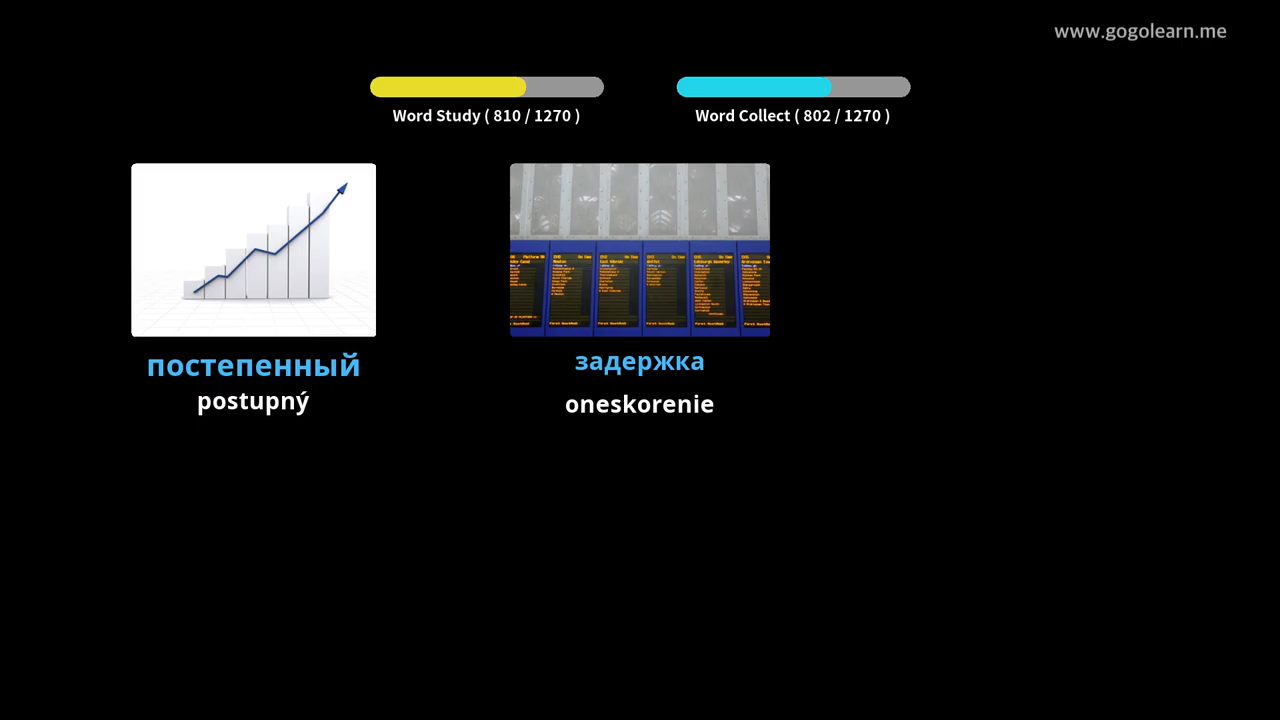 www.gogolearn.me
Word Study ( 810 / 1270 )
Word Collect ( 802 / 1270 )
постепенный
postupný
задержка
oneskorenie